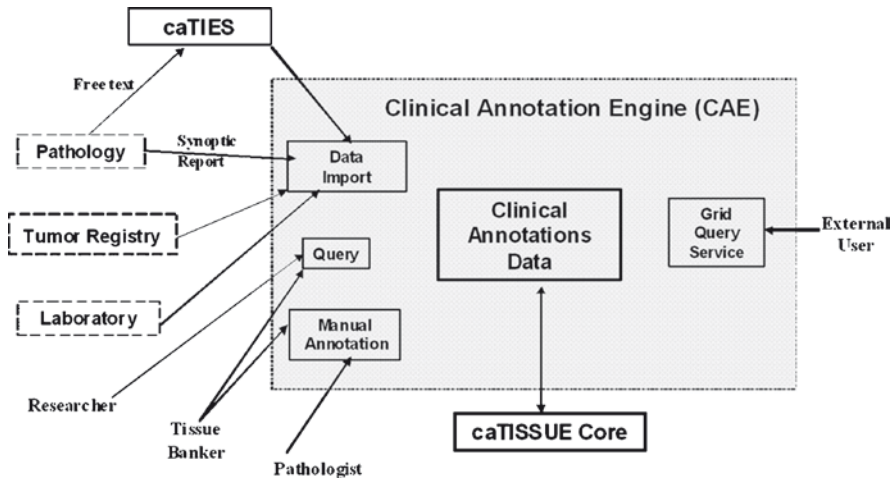 caTIES
Free text
Clinical Annotation Engine (CAE)
Pathology
Synoptic
Report
Data
Import
Tumor Registry
Clinical
Annotations
Data
Grid
Query
Service
External
User
Query
Laboratory
Manual
Annotation
Researcher
Tissue
Banker
Pathologist
caTISSUE Core